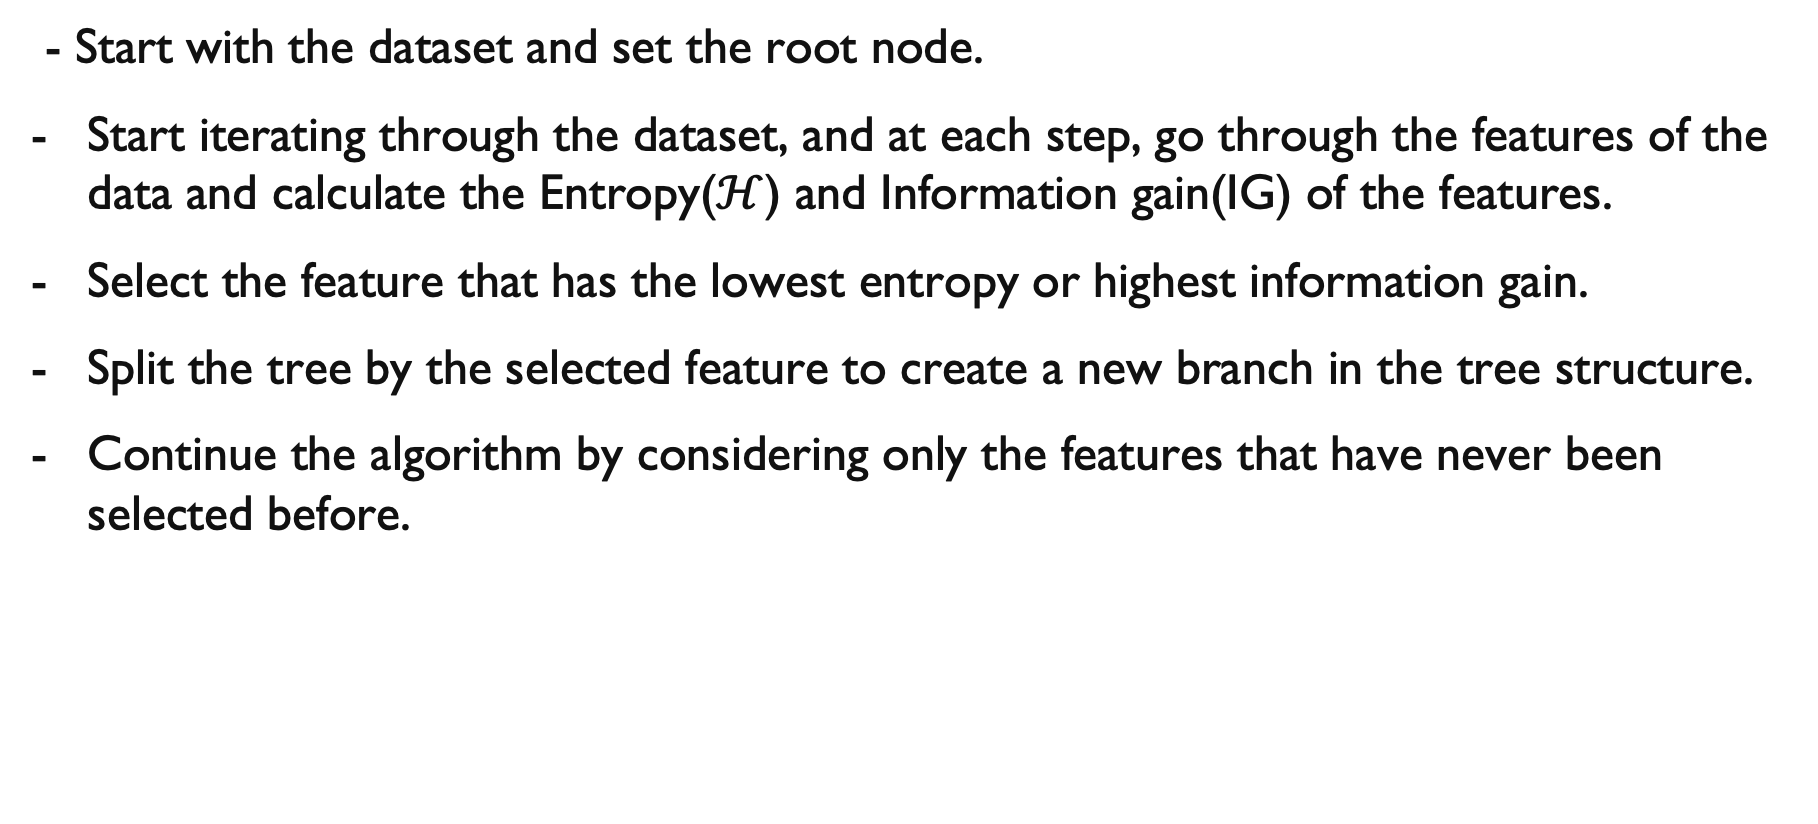 - Start with the dataset and set the root node.
- Start iterating through the dataset, and at each step, go through the features of the
data and calculate the Entropy(ℋ) and Information gain(IG) of the features.
- Select the feature that has the lowest entropy or highest information gain.
- Split the tree by the selected feature to create a new branch in the tree structure.
- Continue the algorithm by considering only the features that have never been
selected before.